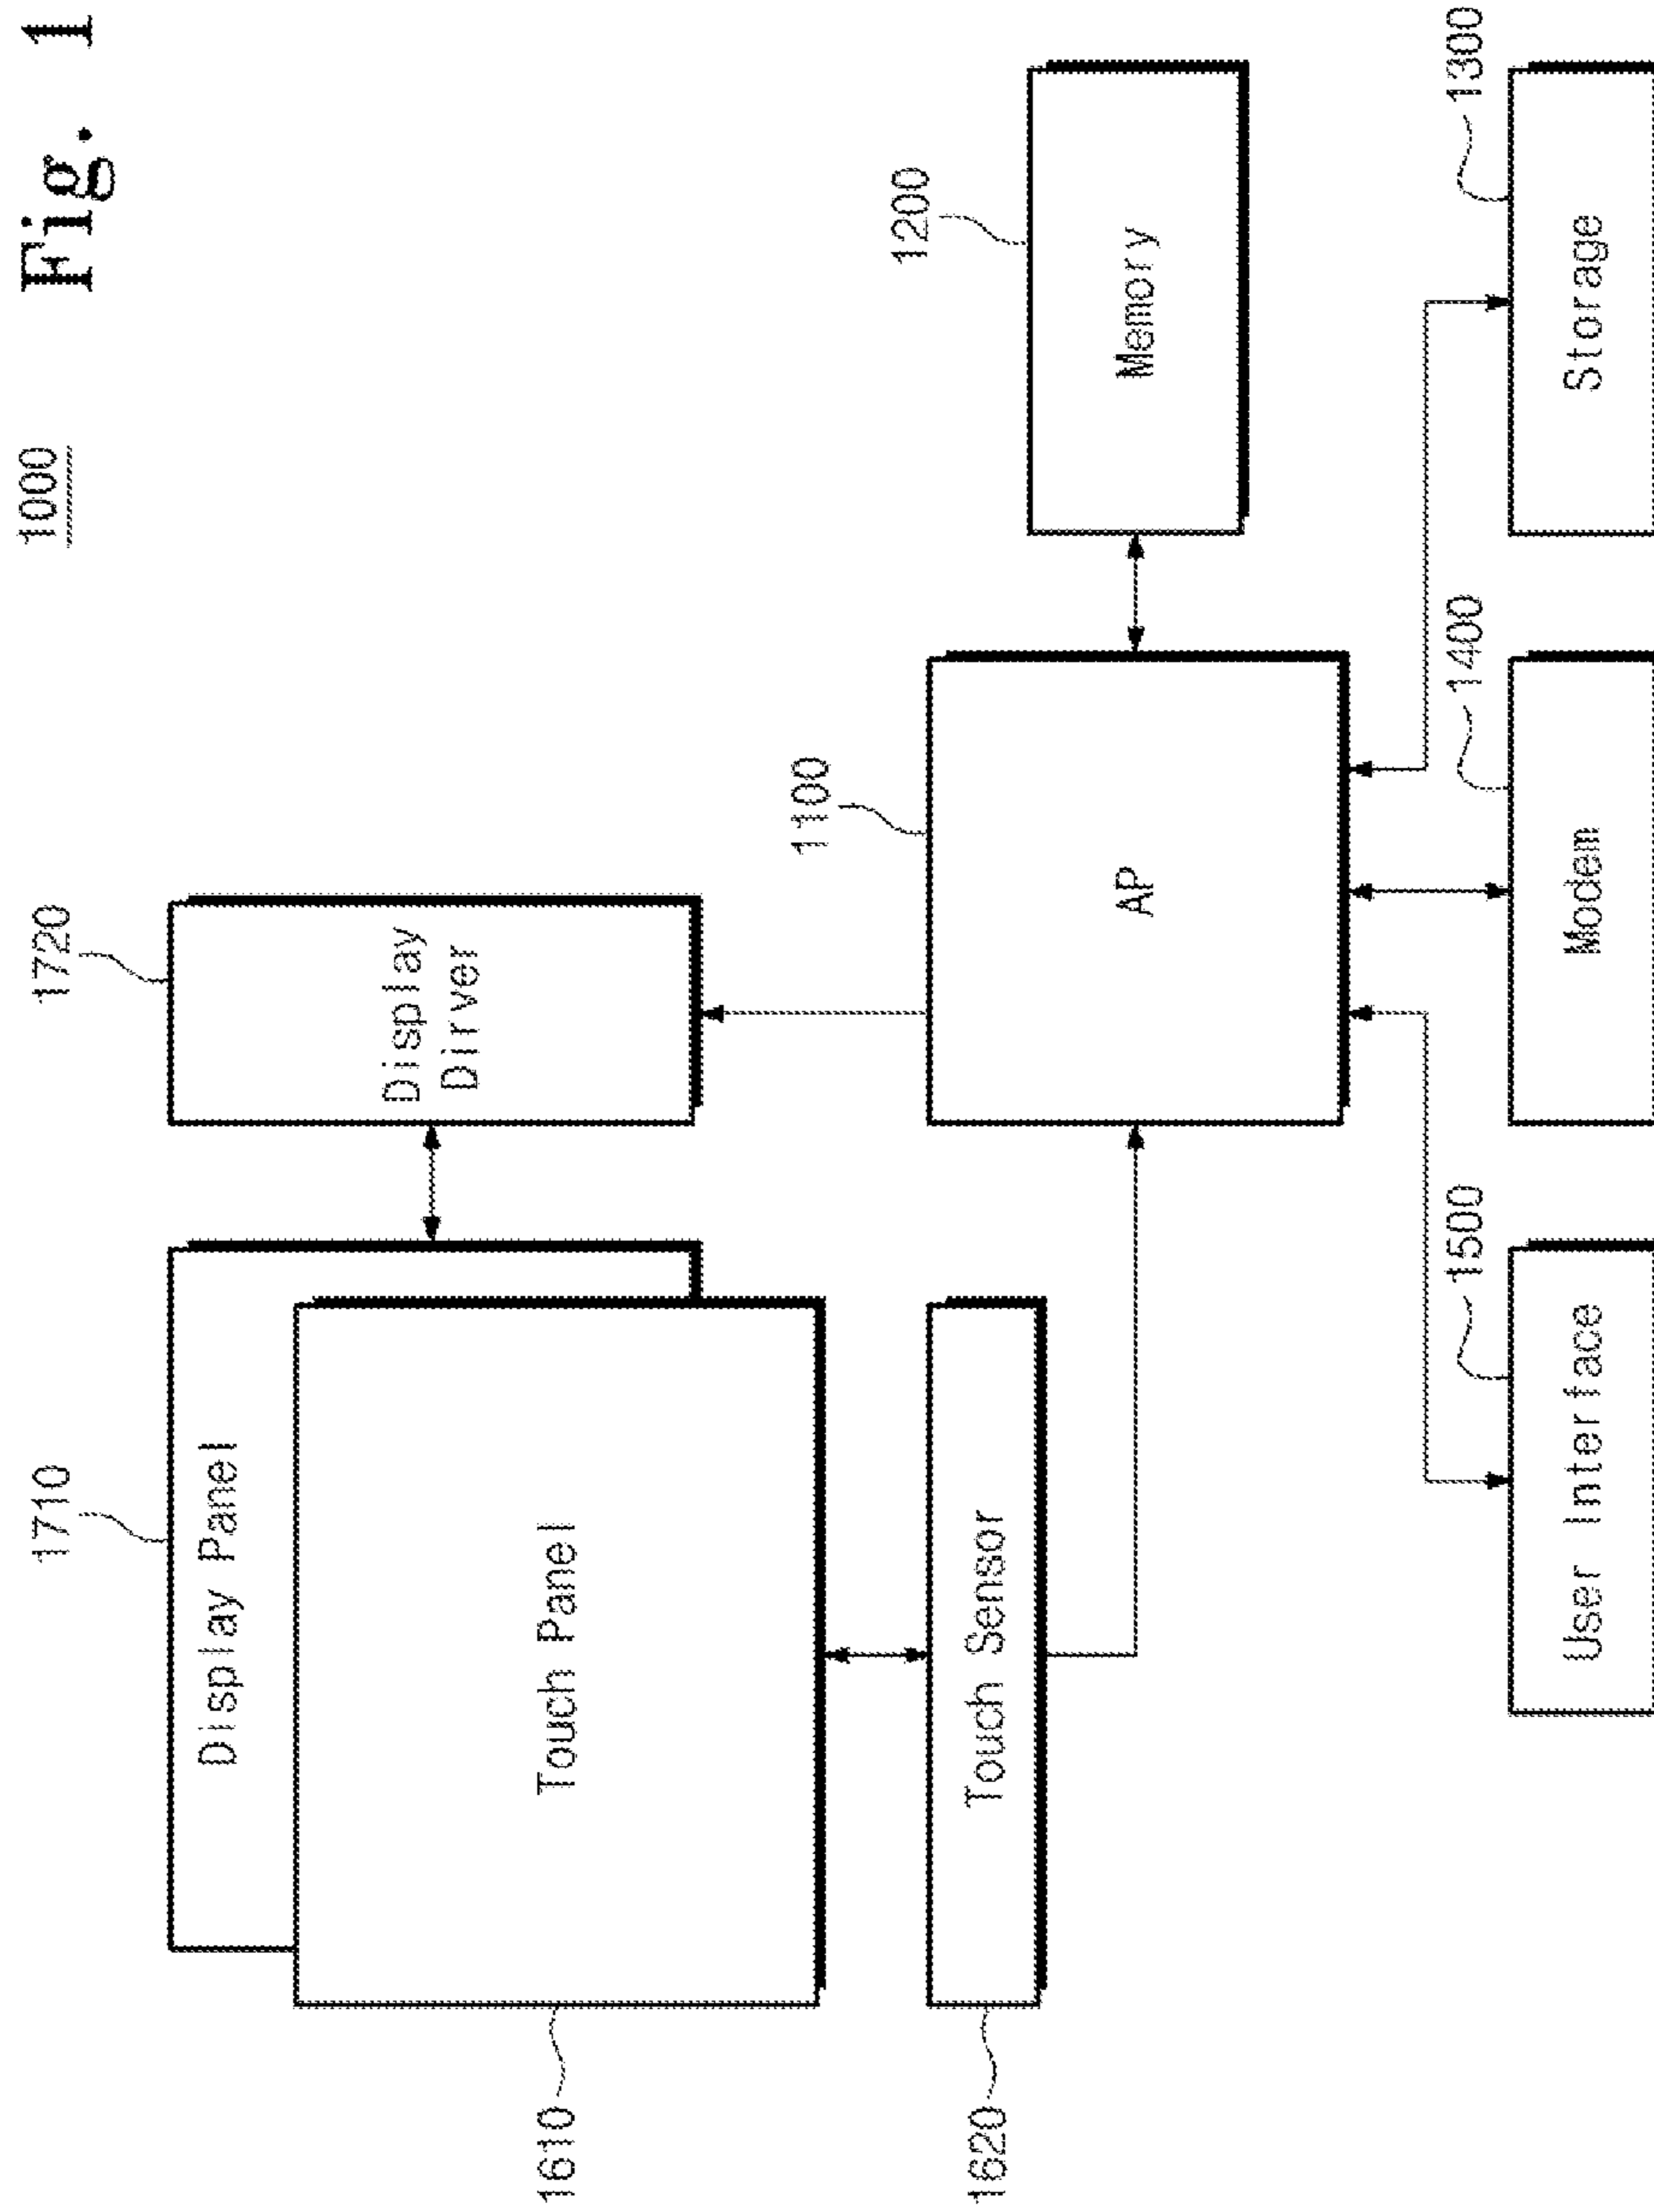 Fig. 1
1000
1710
1720
Display Panel
Display
Dirver
1610
Touch Panel
1100
1200
1620
Touch Sensor
AP
Memory
1500
1400
1300
User Interface
Modem
Storage